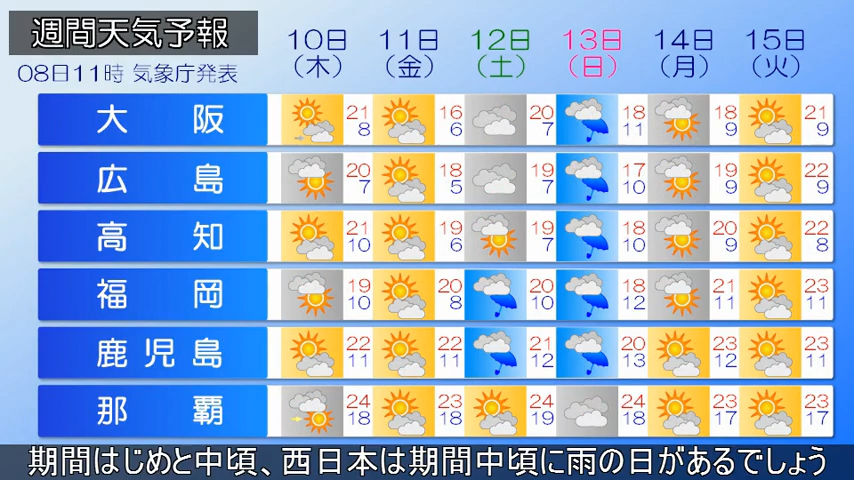 週間天気予報
08日11時 気象庁発表
10日 11日 12日 13日 14日 15日
(木) (金) (土) (日) (月) (火)
大阪 21 8 16 6 20 7 18 11 18 9 21 9
広島 20 7 18 5 19 7 17 10 19 9 22 9
高知 21 10 19 6 19 7 18 10 20 9 22 8
福岡 19 10 20 8 20 10 18 12 21 11 23 11
鹿児島 22 11 22 11 21 12 20 13 23 12 23 11
那覇 24 18 23 18 24 19 24 18 23 17 23 17
期間はじめと中頃、西日本は期間中頃に雨の日があるでしょう